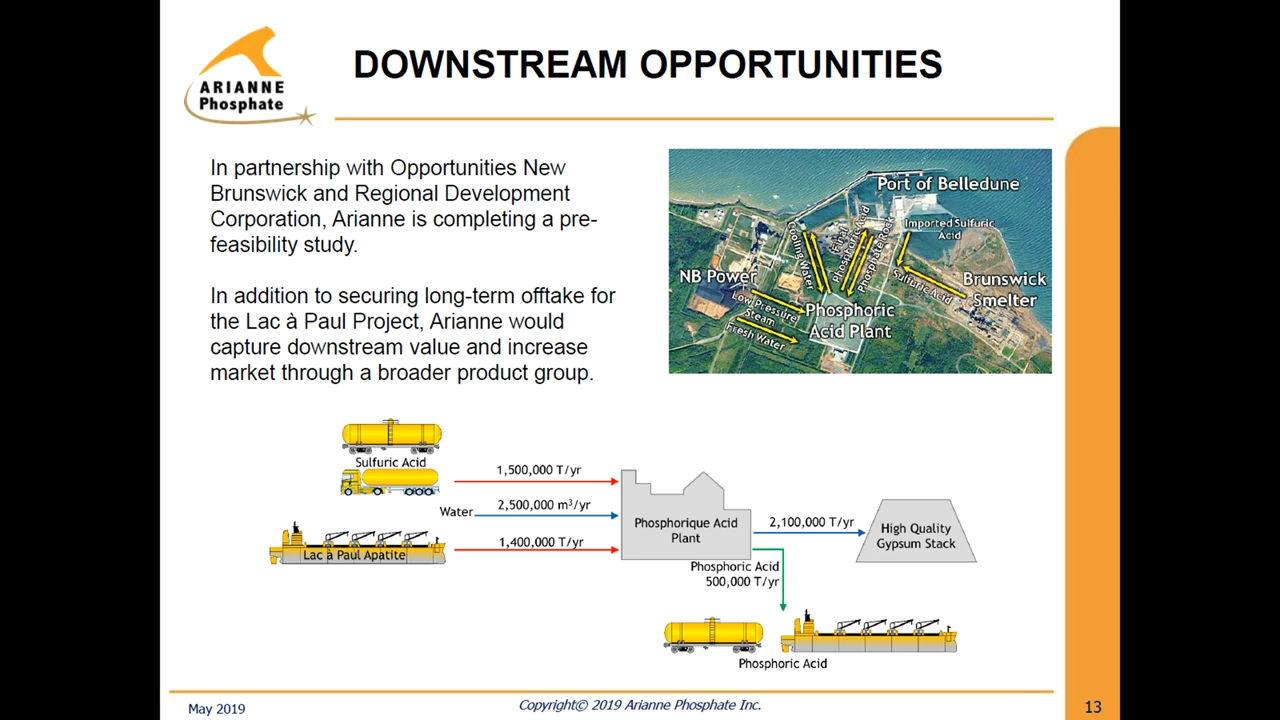 ARIANNE
Phosphate
DOWNSTREAM OPPORTUNITIES
In partnership with Opportunities New
Brunswick and Regional Development
Corporation, Arianne is completing a pre-
feasibility study.
In addition to securing long-term offtake for
the Lac à Paul Project, Arianne would
capture downstream value and increase
market through a broader product group.
Port of Belledune
Imported Sulfuric
Acid
Cooling Water
Final
Phosphoric Acid
Phosphate Rock
NB Power
Sulfuric Acid
Brunswick
Smelter
Low Pressure
Steam
Fresh Water
Phosphoric
Acid Plant
Sulfuric Acid
1,500,000 T/yr
Water
2,500,000 m³/yr
Lac à Paul Apatite
1,400,000 T/yr
Phosphorique Acid
Plant
2,100,000 T/yr
High Quality
Gypsum Stack
Phosphoric Acid
500,000 T/yr
Phosphoric Acid
May 2019
Copyright© 2019 Arianne Phosphate Inc.
13